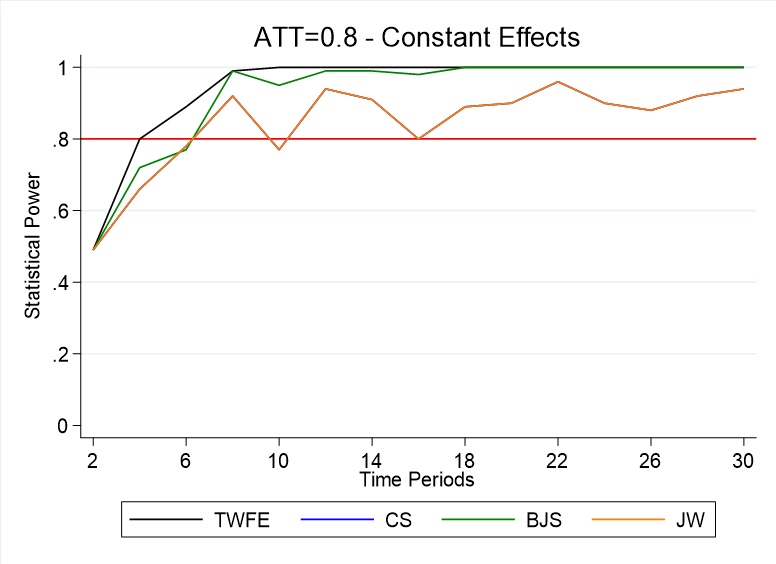 ATT=0.8 - Constant Effects
Statistical Power
1
.8
.6
.4
.2
0
2 6 10 14 18 22 26 30
Time Periods
TWFE CS BJS JW